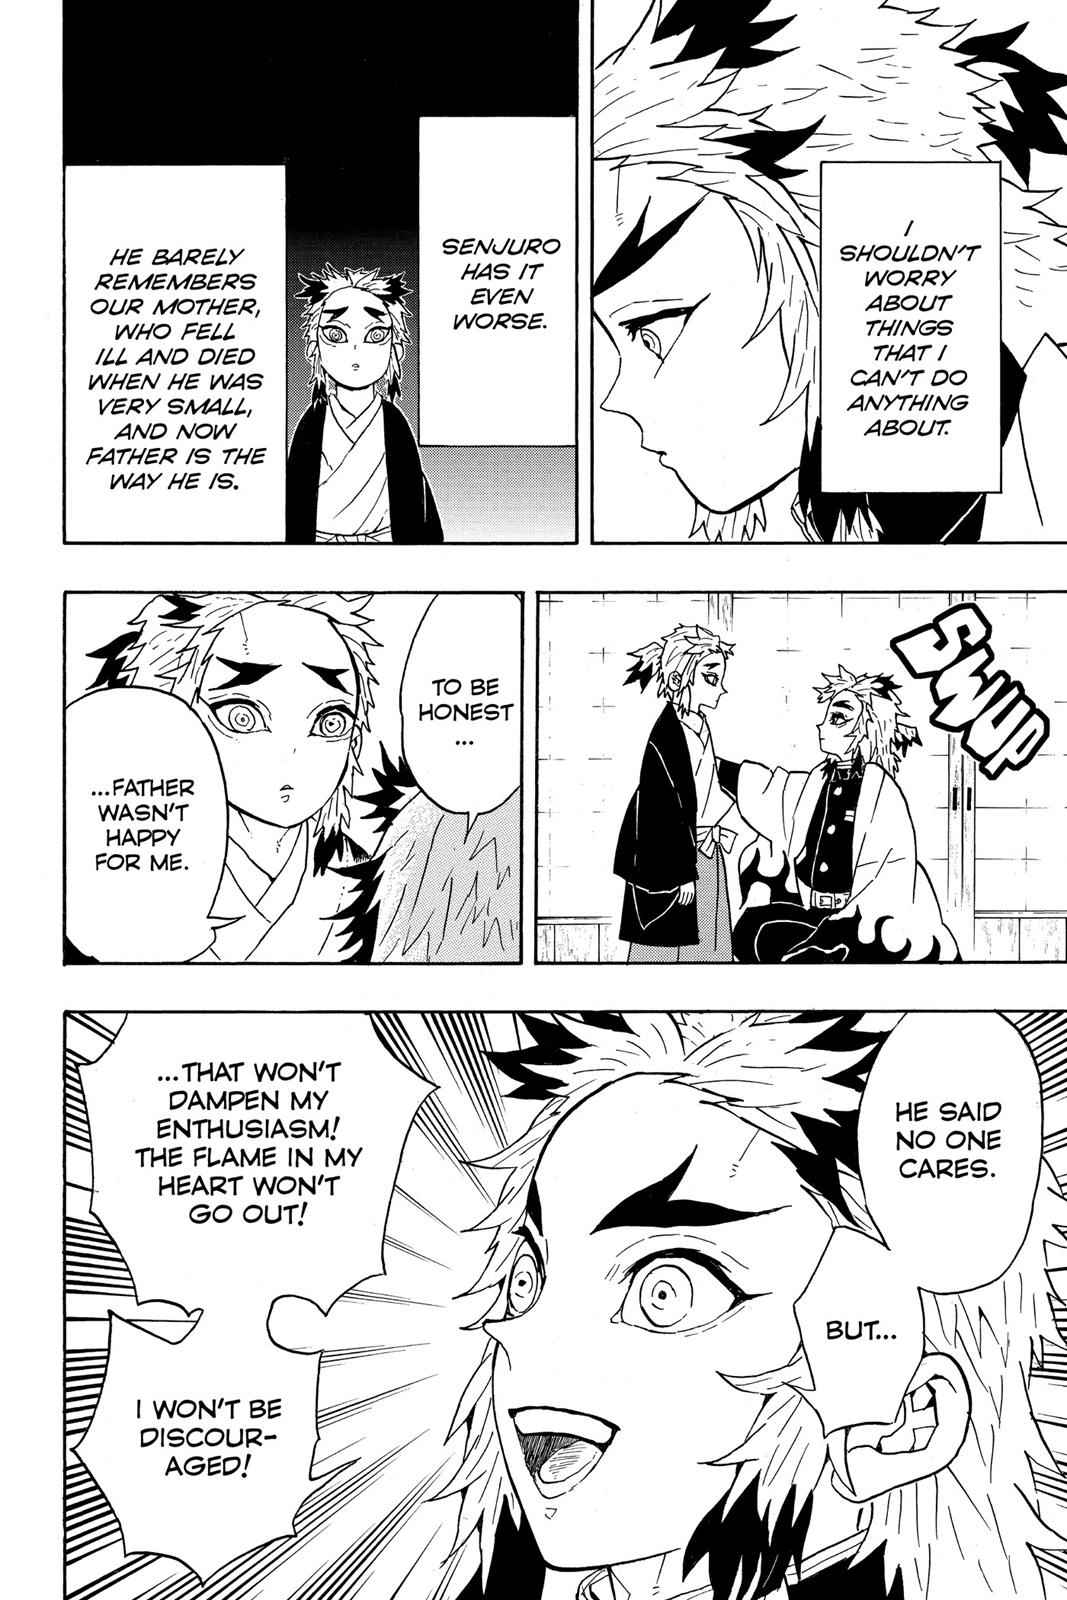 I
SHOULDN'T
WORRY
ABOUT
THINGS
THAT I
CAN'T DO
ANYTHING
ABOUT.
SENJURO
HAS IT
EVEN
WORSE.
HE BARELY
REMEMBERS
OUR MOTHER,
WHO FELL
ILL AND DIED
WHEN HE WAS
VERY SMALL,
AND NOW
FATHER IS THE
WAY HE IS.
SWUP
TO BE
HONEST
...
...FATHER
WASN'T
HAPPY
FOR ME.
HE SAID
NO ONE
CARES.
BUT...
...THAT WON'T
DAMPEN MY
ENTHUSIASM!
THE FLAME IN MY
HEART WON'T
GO OUT!
I WON'T BE
DISCOUR-
AGED!